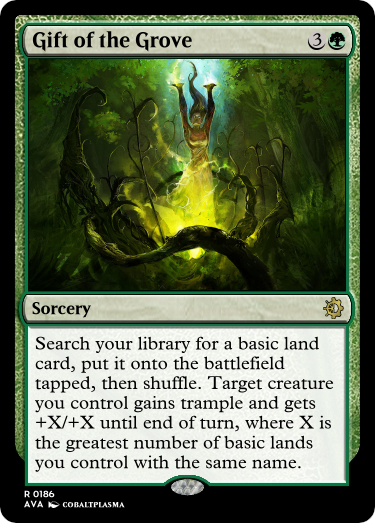 Gift of the Grove 3
Sorcery
Search your library for a basic land
card, put it onto the battlefield
tapped, then shuffle. Target creature
you control gains trample and gets
+X/+X until end of turn, where X is
the greatest number of basic lands
you control with the same name.
R 0186
AVA COBALTPLASMA